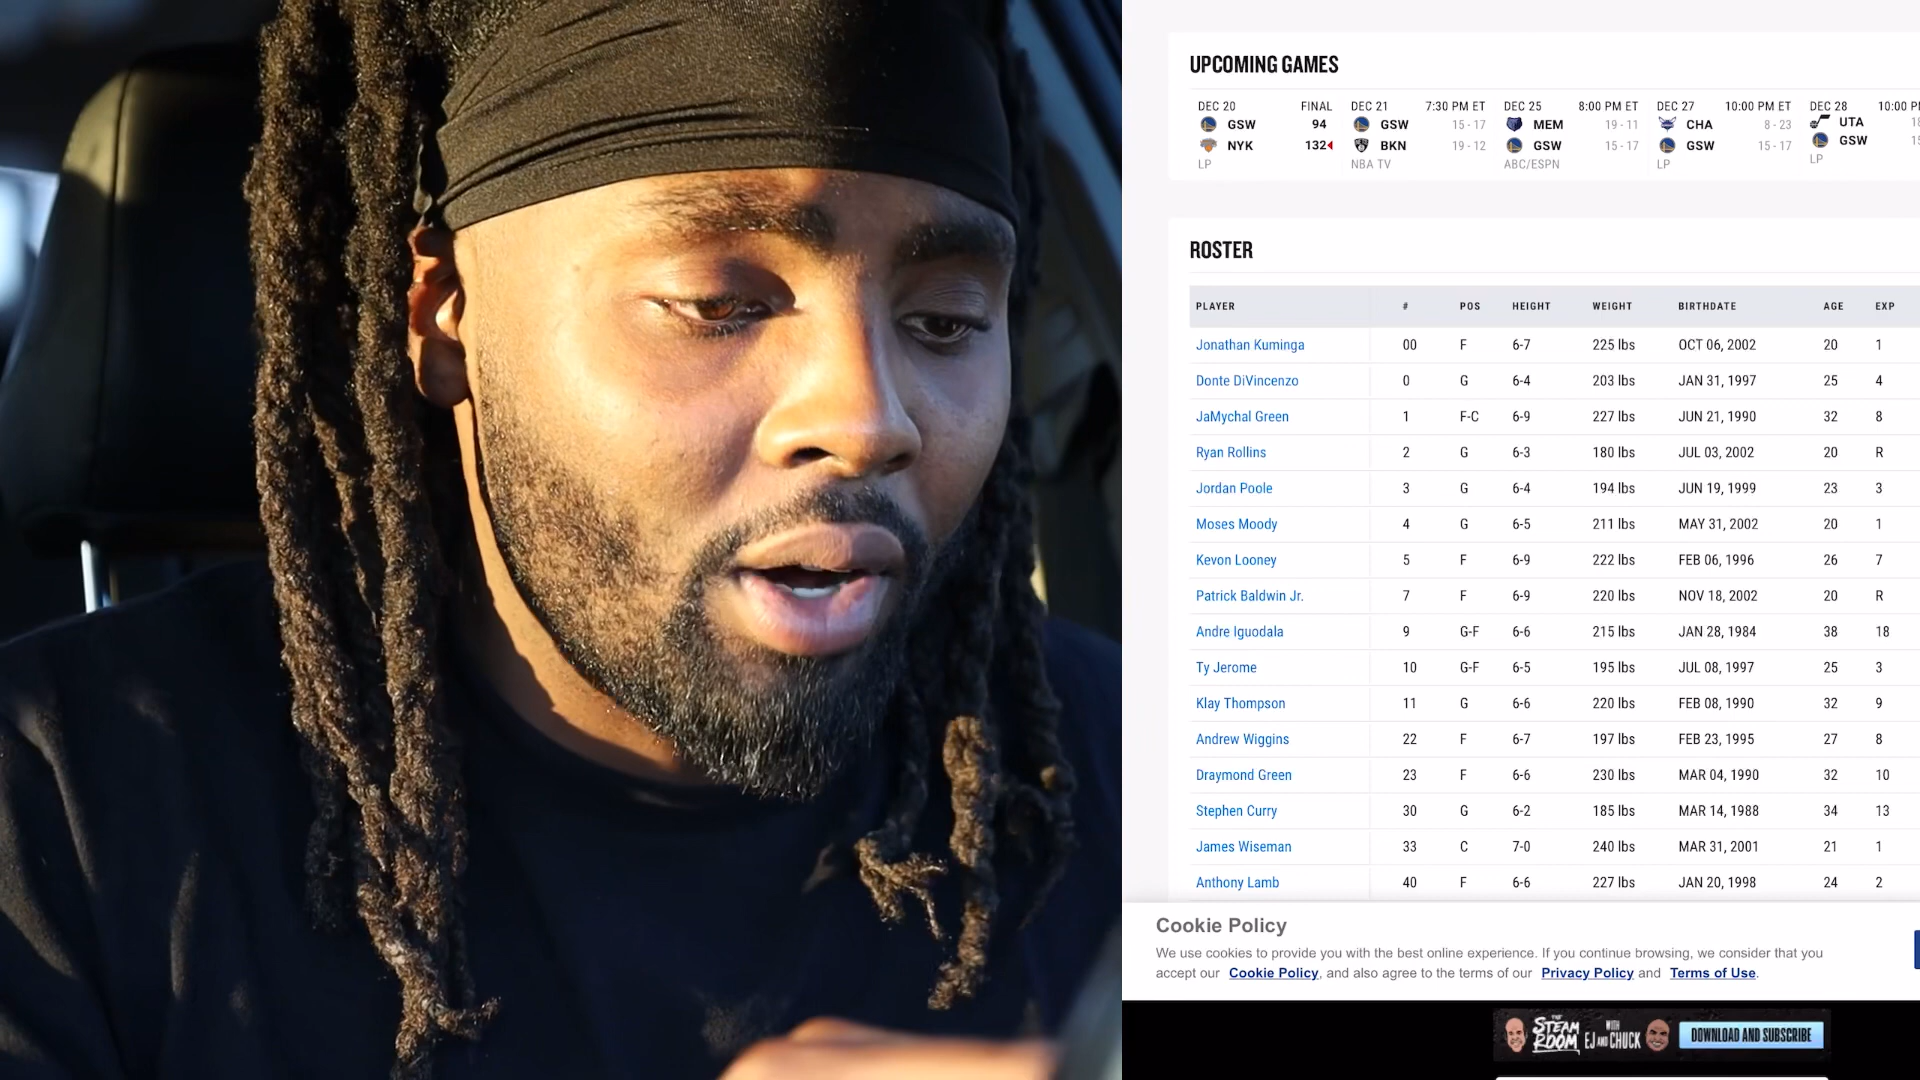 UPCOMING GAMES
DEC 20 FINAL DEC 21 7:30 PM ET DEC 25 8:00 PM ET DEC 27 10:00 PM ET DEC 28
GSW 94 GSW 15 - 17 MEM 19 - 11 CHA 8 - 23 UTA
NYK 132 BKN 19 - 12 GSW 15 - 17 GSW 15 - 17 GSW
LP NBA TV ABC/ESPN LP LP
ROSTER
PLAYER # POS HEIGHT WEIGHT BIRTHDATE AGE EXP
Jonathan Kuminga 00 F 6-7 225 lbs OCT 06, 2002 20 1
Donte DiVincenzo 0 G 6-4 203 lbs JAN 31, 1997 25 4
JaMychal Green 1 F-C 6-9 227 lbs JUN 21, 1990 32 8
Ryan Rollins 2 G 6-3 180 lbs JUL 03, 2002 20 R
Jordan Poole 3 G 6-4 194 lbs JUN 19, 1999 23 3
Moses Moody 4 G 6-5 211 lbs MAY 31, 2002 20 1
Kevon Looney 5 F 6-9 222 lbs FEB 06, 1996 26 7
Patrick Baldwin Jr. 7 F 6-9 220 lbs NOV 18, 2002 20 R
Andre Iguodala 9 G-F 6-6 215 lbs JAN 28, 1984 38 18
Ty Jerome 10 G-F 6-5 195 lbs JUL 08, 1997 25 3
Klay Thompson 11 G 6-6 220 lbs FEB 08, 1990 32 9
Andrew Wiggins 22 F 6-7 197 lbs FEB 23, 1995 27 8
Draymond Green 23 F 6-6 230 lbs MAR 04, 1990 32 10
Stephen Curry 30 G 6-2 185 lbs MAR 14, 1988 34 13
James Wiseman 33 C 7-0 240 lbs MAR 31, 2001 21 1
Anthony Lamb 40 F 6-6 227 lbs JAN 20, 1998 24 2
Cookie Policy
We use cookies to provide you with the best online experience. If you continue browsing, we consider that you
accept our Cookie Policy, and also agree to the terms of our Privacy Policy and Terms of Use.
THE STEAM ROOM WITH EJ AND CHUCK DOWNLOAD AND SUBSCRIBE